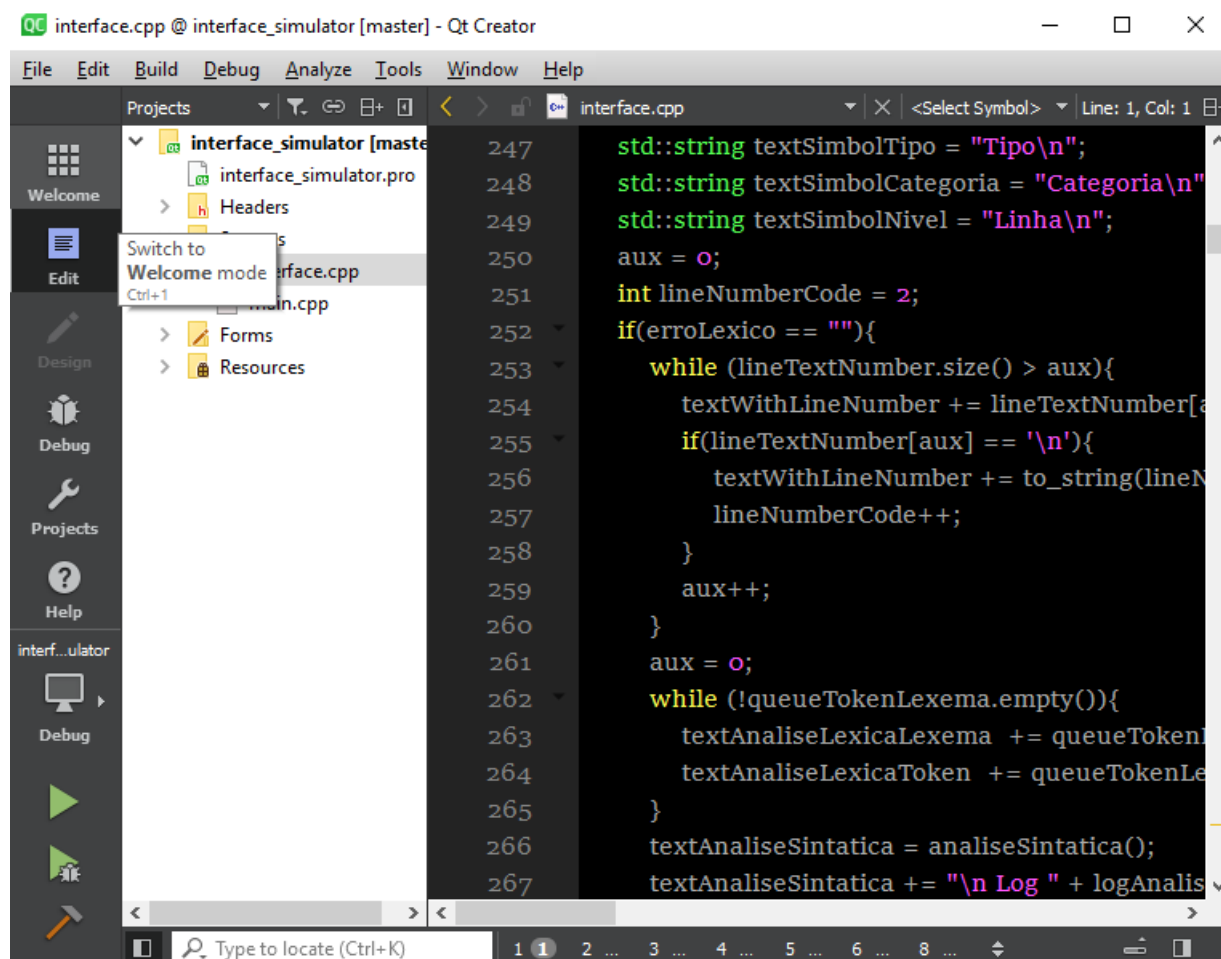 QC interface.cpp @ interface_simulator [master] - Qt Creator
File Edit Build Debug Analyze Tools Window Help
Projects
interface.cpp <Select Symbol> Line: 1, Col: 1
Welcome
Edit
Design
Debug
Projects
Help
interf...ulator
Debug
interface_simulator [maste
interface_simulator.pro
Headers
Switch to
Welcome mode
Ctrl+1
rface.cpp
main.cpp
Forms
Resources
247 std::string textSimbolTipo = "Tipo\n";
248 std::string textSimbolCategoria = "Categoria\n"
249 std::string textSimbolNivel = "Linha\n";
250 aux = 0;
251 int lineNumberCode = 2;
252 if(erroLexico == ""){
253 while (lineTextNumber.size() > aux){
254 textWithLineNumber += lineTextNumber[a
255 if(lineTextNumber[aux] == '\n'){
256 textWithLineNumber += to_string(lineN
257 lineNumberCode++;
258 }
259 aux++;
260 }
261 aux = 0;
262 while (!queueTokenLexema.empty()){
263 textAnaliseLexicaLexema += queueTokenl
264 textAnaliseLexicaToken += queueTokenLe
265 }
266 textAnaliseSintatica = analiseSintatica();
267 textAnaliseSintatica += "\n Log " + logAnalis
Type to locate (Ctrl+K)
1 1 2 ... 3 ... 4 ... 5 ... 6 ... 8 ...